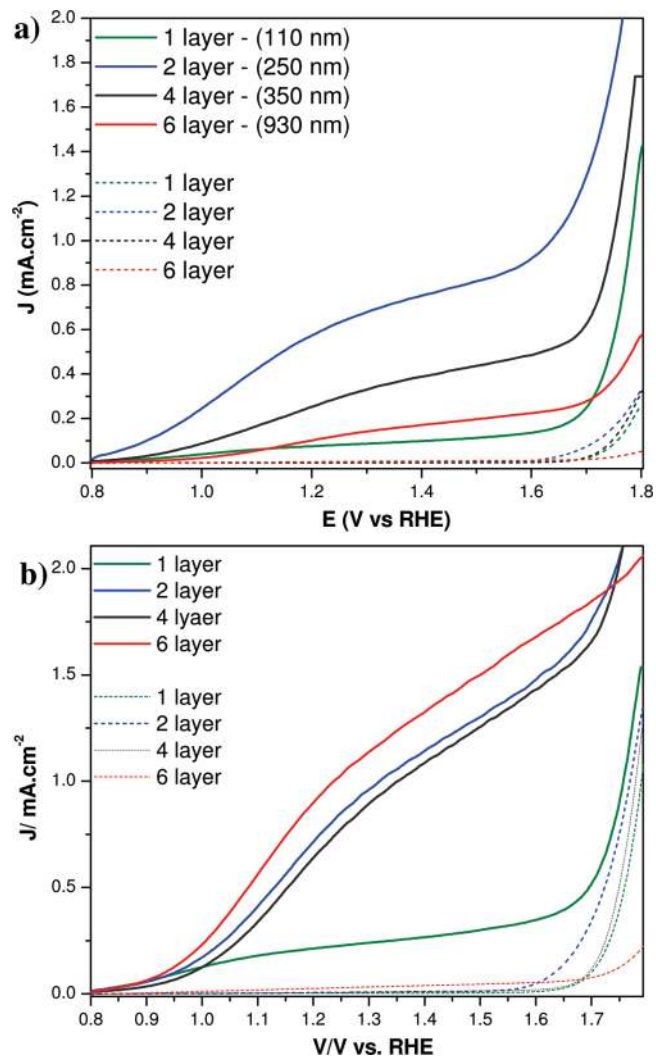 a)
1 layer - (110 nm)
2 layer - (250 nm)
4 layer - (350 nm)
6 layer - (930 nm)
1 layer
2 layer
4 layer
6 layer
2.0
1.8
1.6
1.4
1.2
1.0
0.8
0.6
0.4
0.2
0.0
J (mA.cm-2)
0.8 1.0 1.2 1.4 1.6 1.8
E (V vs RHE)
b)
1 layer
2 layer
4 lyaer
6 layer
1 layer
2 layer
4 layer
6 layer
2.0
1.5
1.0
0.5
0.0
J/ mA.cm-2
0.8 0.9 1.0 1.1 1.2 1.3 1.4 1.5 1.6 1.7
V/V vs. RHE